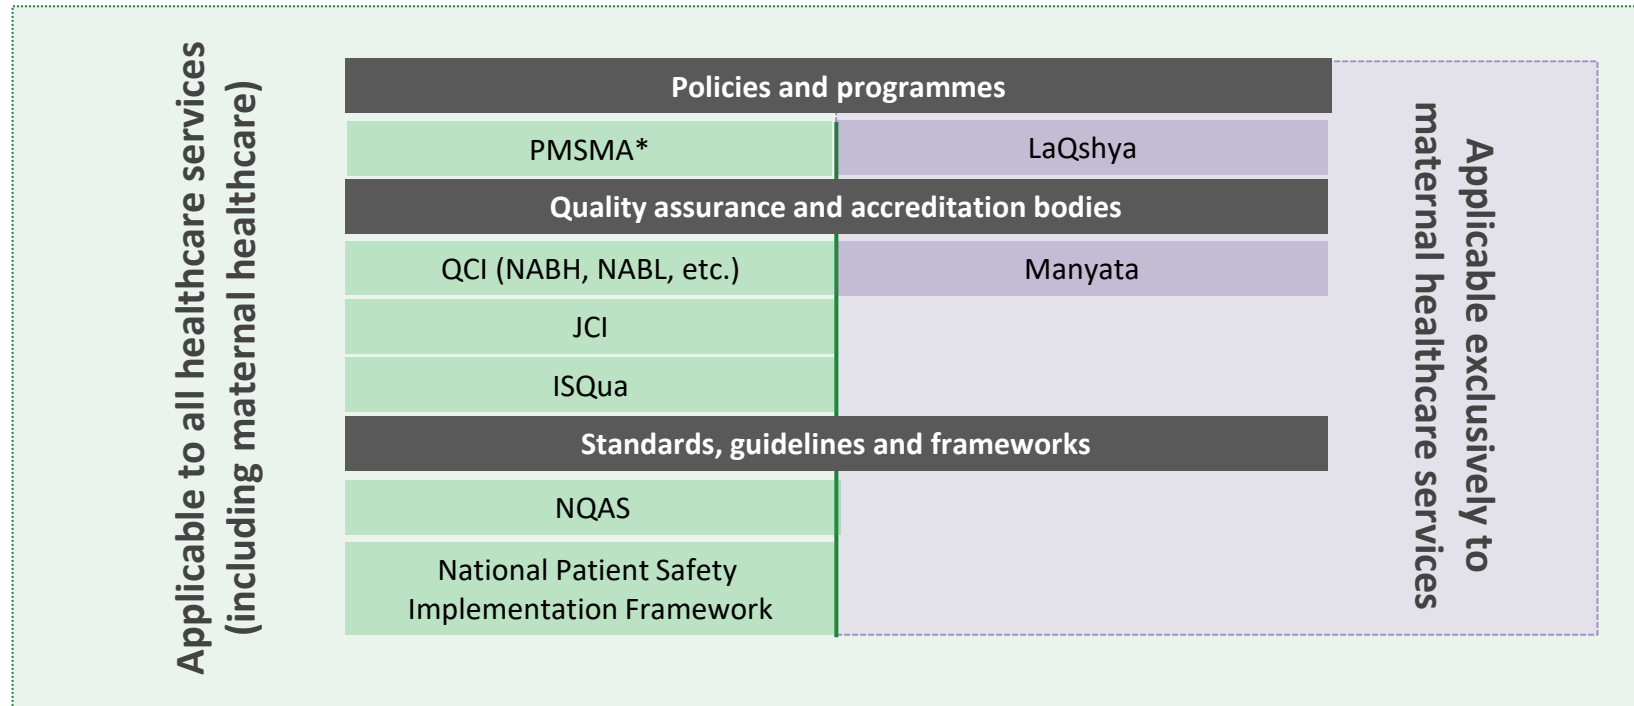 Applicable to all healthcare services
(including maternal healthcare)
Policies and programmes
PMSMA*
LaQshya
Quality assurance and accreditation bodies
QCI (NABH, NABL, etc.)
Manyata
JCI
ISQua
Standards, guidelines and frameworks
NQAS
National Patient Safety
Implementation Framework
Applicable exclusively to
maternal healthcare services